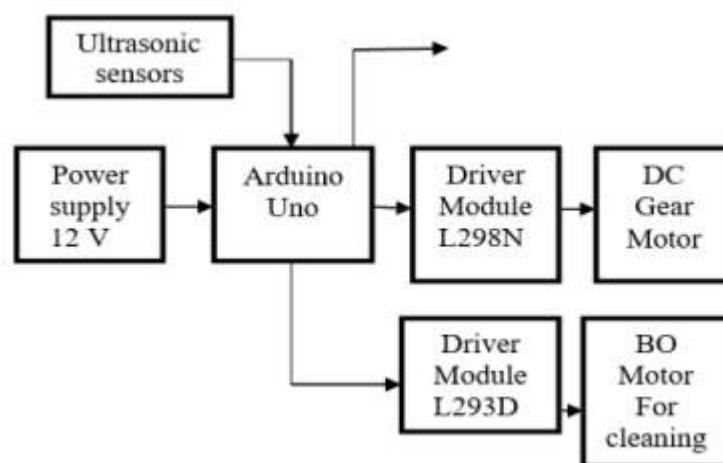 Ultrasonic
sensors
Power
supply
12 V
Arduino
Uno
Driver
Module
L298N
DC
Gear
Motor
Driver
Module
L293D
BO
Motor
For
cleaning